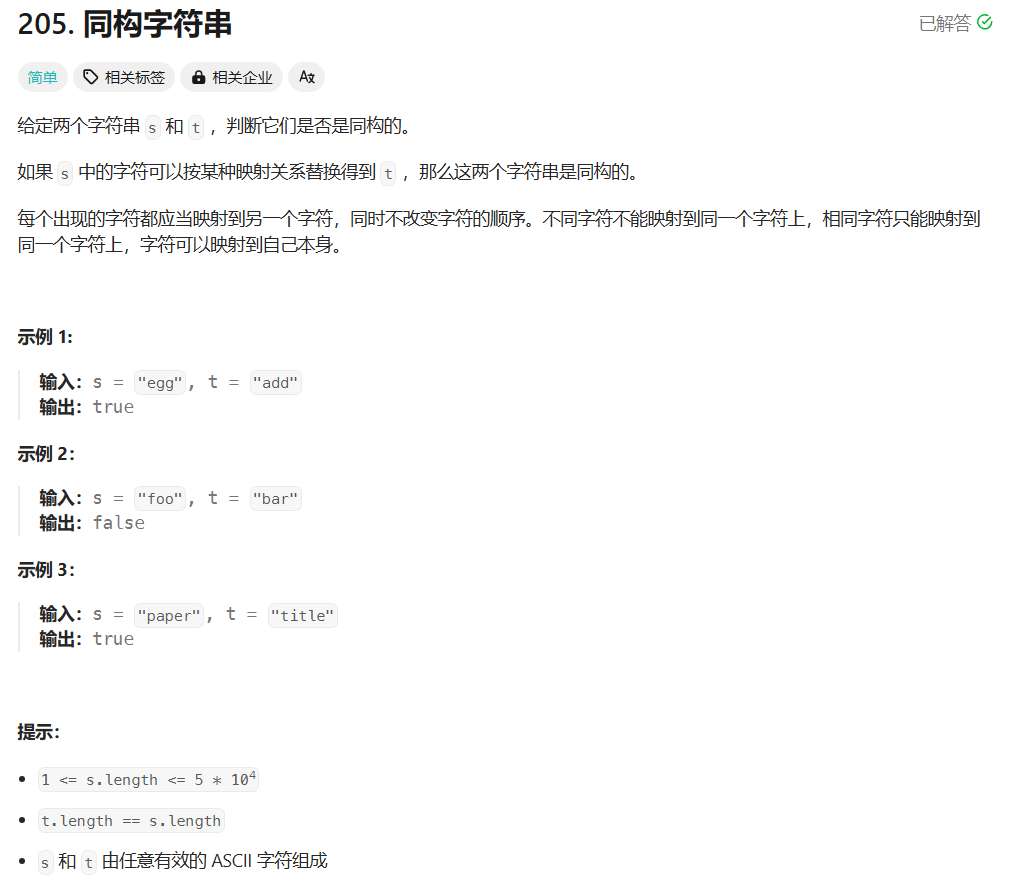 205. 同构字符串
已解答
简单 相关标签 相关企业 Az
给定两个字符串 s 和 t ，判断它们是否是同构的。
如果 s 中的字符可以按某种映射关系替换得到 t ，那么这两个字符串是同构的。
每个出现的字符都应当映射到另一个字符，同时不改变字符的顺序。不同字符不能映射到同一个字符上，相同字符只能映射到
同一个字符上，字符可以映射到自己本身。
示例 1:
输入：s = "egg", t = "add"
输出：true
示例 2：
输入：s = "foo", t = "bar"
输出：false
示例 3：
输入：s = "paper", t = "title"
输出：true
提示：
• 1 <= s.length <= 5 * 10⁴
• t.length == s.length
• s 和 t 由任意有效的 ASCII 字符组成